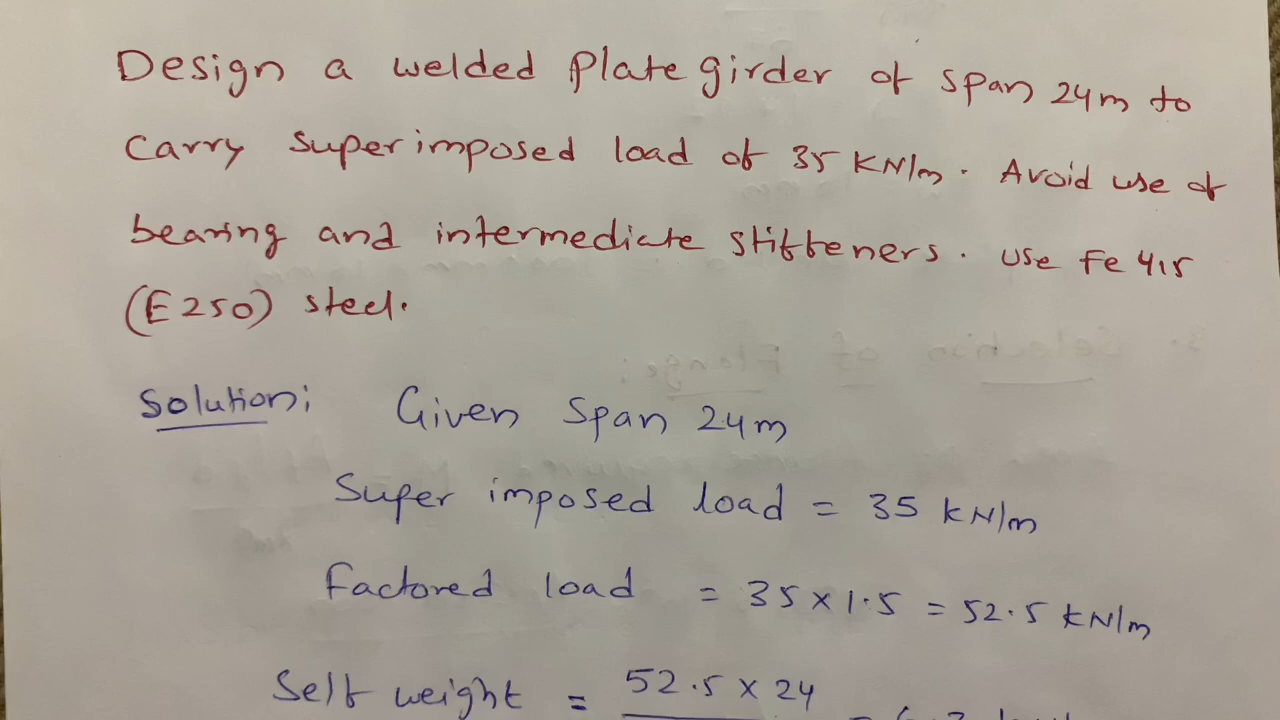 Design a welded plate girder of span 24m to
carry superimposed load of 35 KN/m. Avoid use of
bearing and intermediate stiffeners. Use Fe 415
(E250) steel.
Solution: Given Span 24m
Super imposed load = 35 kN/m
Factored load = 35 x 1.5 = 52.5 kN/m
Self weight = 52.5 x 24